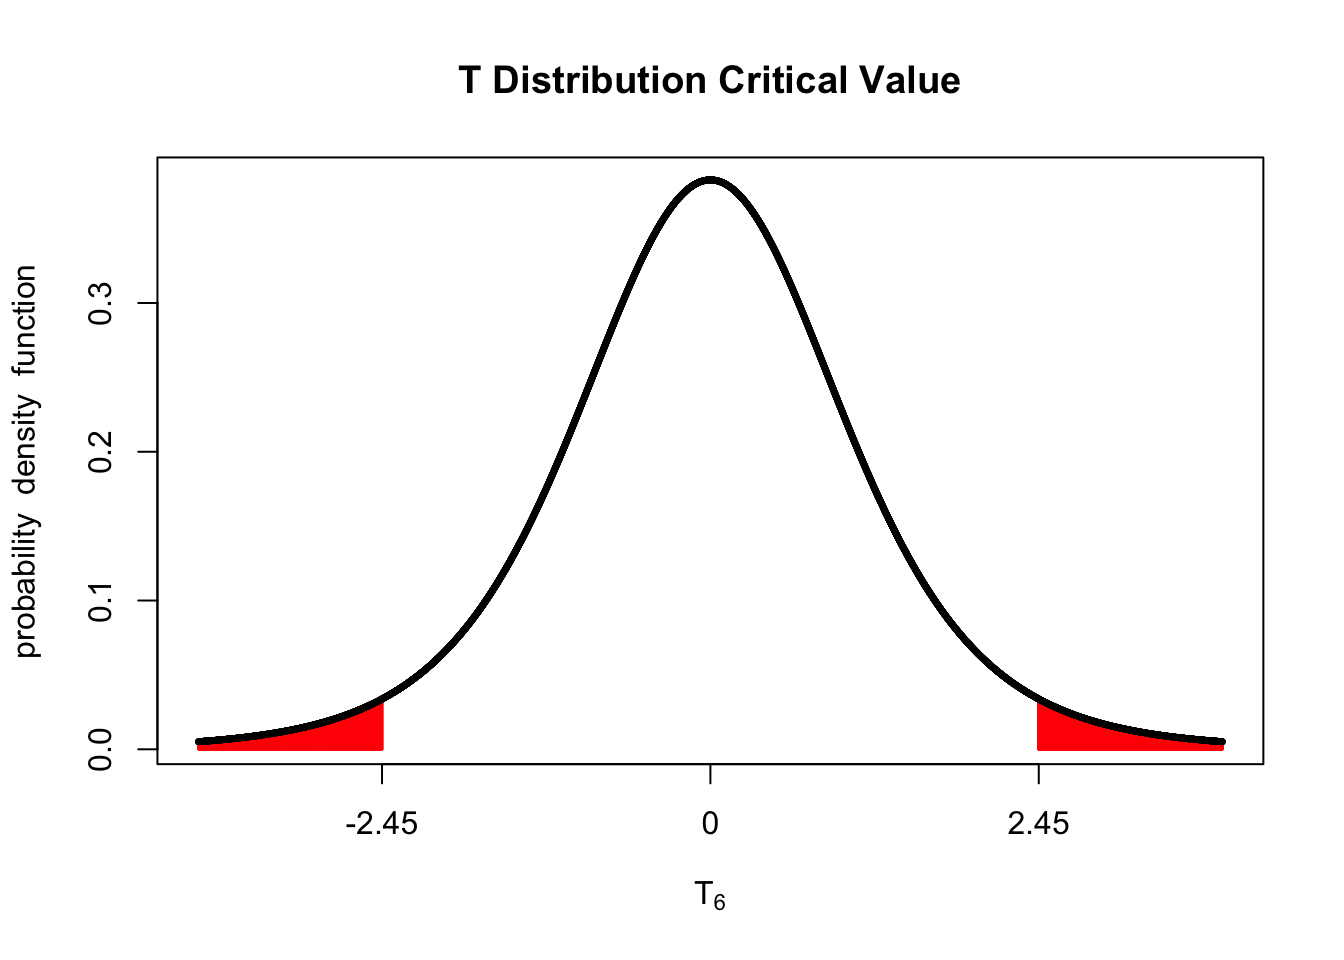 T Distribution Critical Value
probability density function
0.3
0.2
0.1
0.0
-2.45 0 2.45
T₆